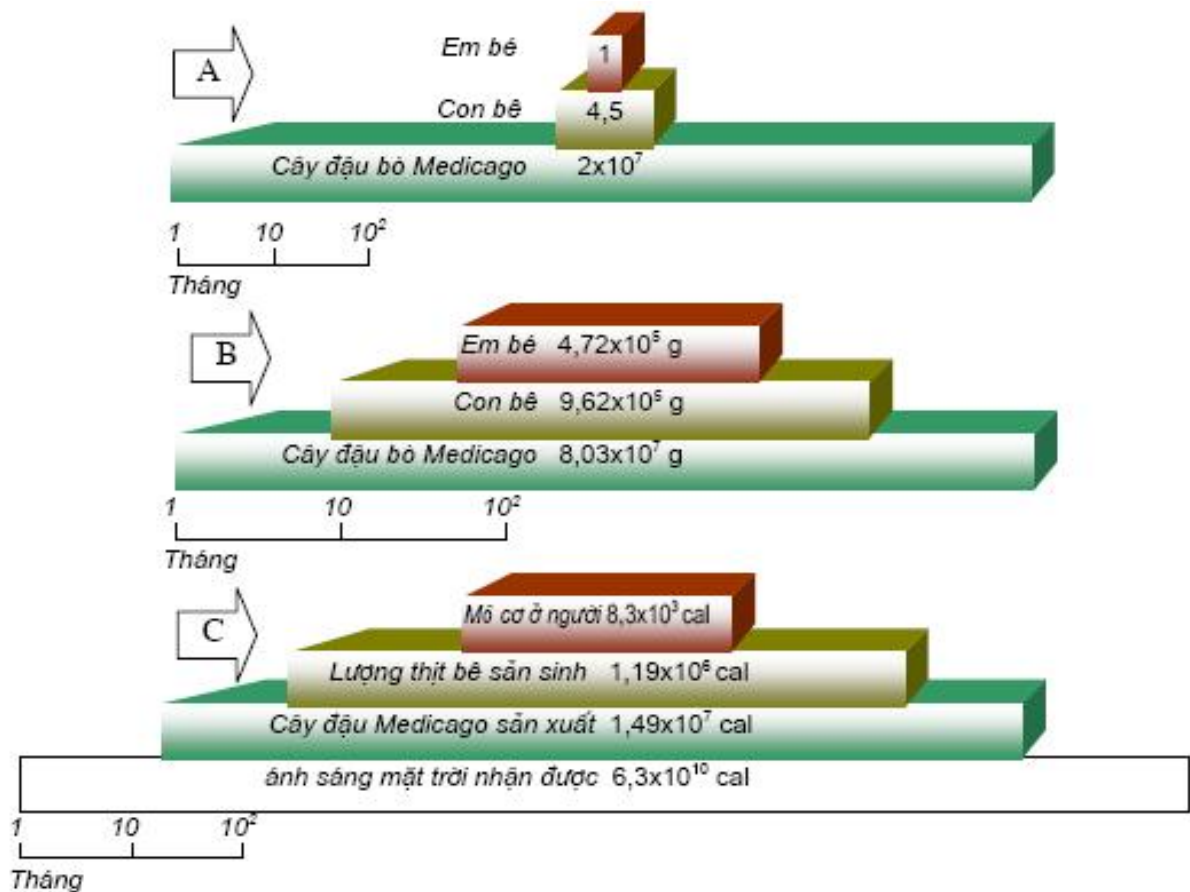 Em bé
1
A
Con bê
4,5
Cây đậu bò Medicago 2x10⁷
1 10 10²
Tháng
Em bé 4,72x10⁵ g
B
Con bê 9,62x10⁶ g
Cây đậu bò Medicago 8,03x10⁷ g
1 10 10²
Tháng
Mô cơ ở người 8,3x10³ cal
C
Lượng thịt bê sản sinh 1,19x10⁶ cal
Cây đậu Medicago sản xuất 1,49x10⁷ cal
ánh sáng mặt trời nhận được 6,3x10¹⁰ cal
1 10 10²
Tháng